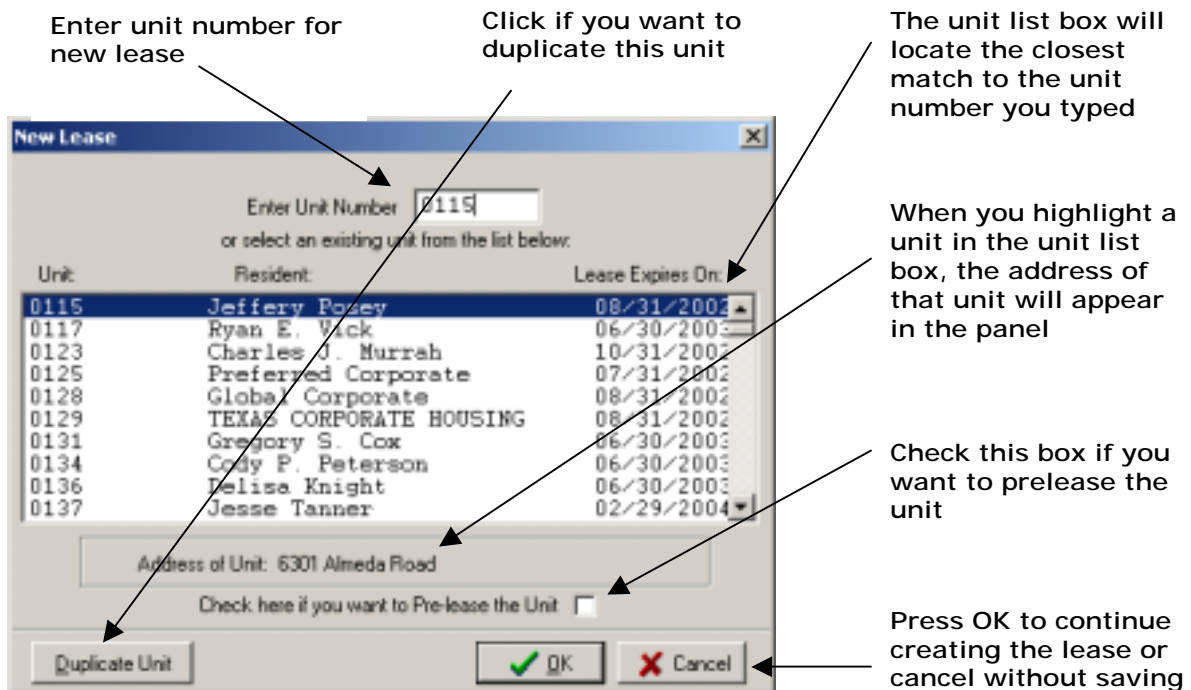 Enter unit number for
new lease
Click if you want to
duplicate this unit
The unit list box will
locate the closest
match to the unit
number you typed
New Lease
Enter Unit Number 0115
or select an existing unit from the list below:
Unit: Resident: Lease Expires On:
0115 Jeffery Posey 08/31/2002
0117 Ryan E. Vick 06/30/2003
0123 Charles J. Murrah 10/31/2002
0125 Preferred Corporate 07/31/2002
0128 Global Corporate 08/31/2002
0129 TEXAS CORPORATE HOUSING 08/31/2002
0131 Gregory S. Cox 06/30/2003
0134 Cody P. Peterson 06/30/2003
0136 Delisa Knight 06/30/2003
0137 Jesse Tanner 02/29/2004
When you highlight a
unit in the unit list
box, the address of
that unit will appear
in the panel
Address of Unit: 6301 Almeda Road
Check here if you want to Pre-lease the Unit
Check this box if you
want to prelease the
unit
Duplicate Unit
OK
Cancel
Press OK to continue
creating the lease or
cancel without saving